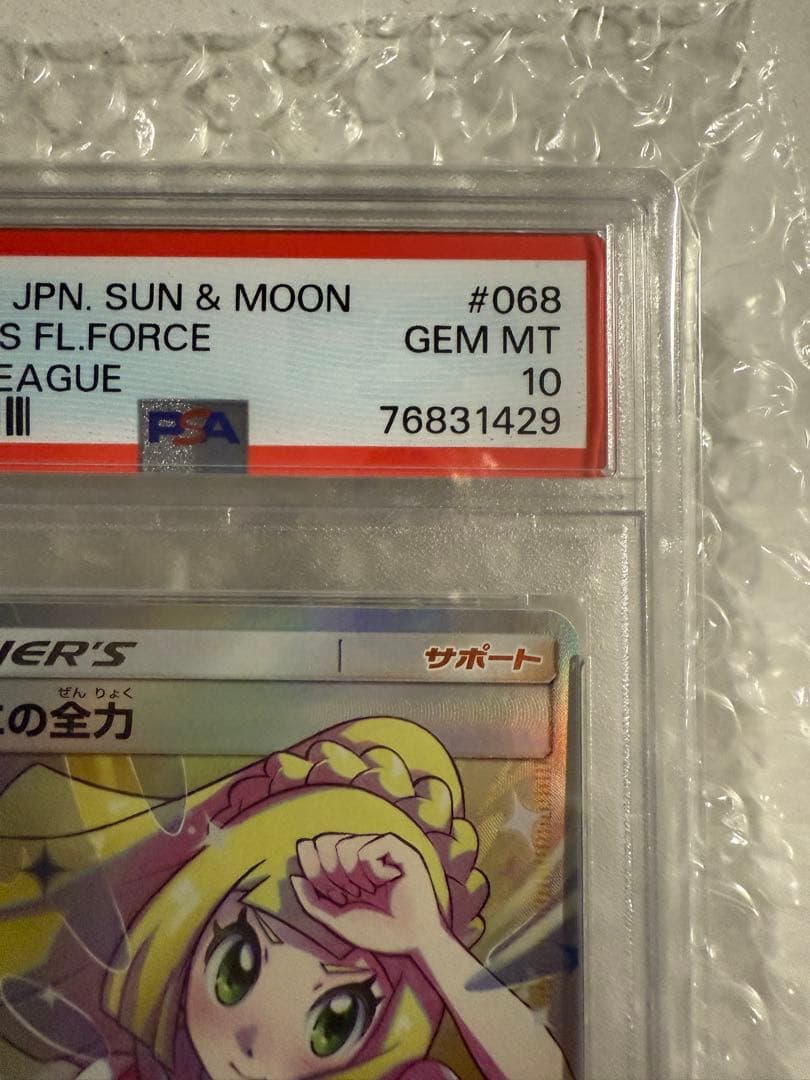 JPN. SUN & MOON #068
S FL.FORCE GEM MT
EAGUE 10
PSA 76831429
NER'S サポート
ぜん りょく
の全力